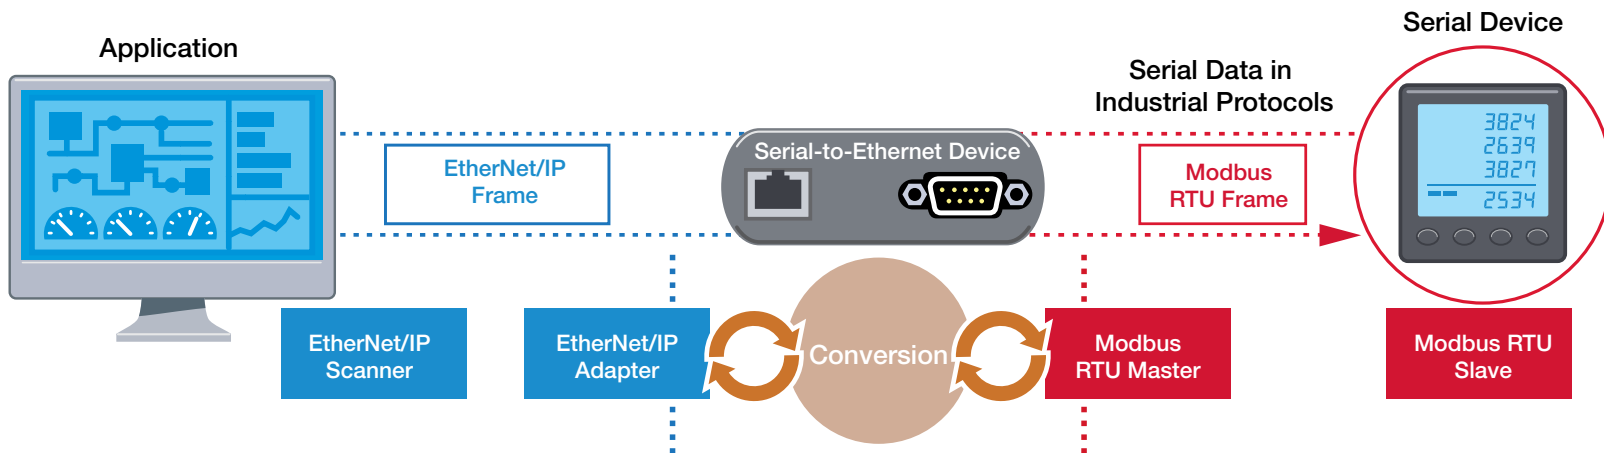 Application
Serial Device
Serial Data in
Industrial Protocols
EtherNet/IP
Frame
Serial-to-Ethernet Device
Modbus
RTU Frame
3824
2639
3827
2534
EtherNet/IP
Scanner
EtherNet/IP
Adapter
Conversion
Modbus
RTU Master
Modbus RTU
Slave